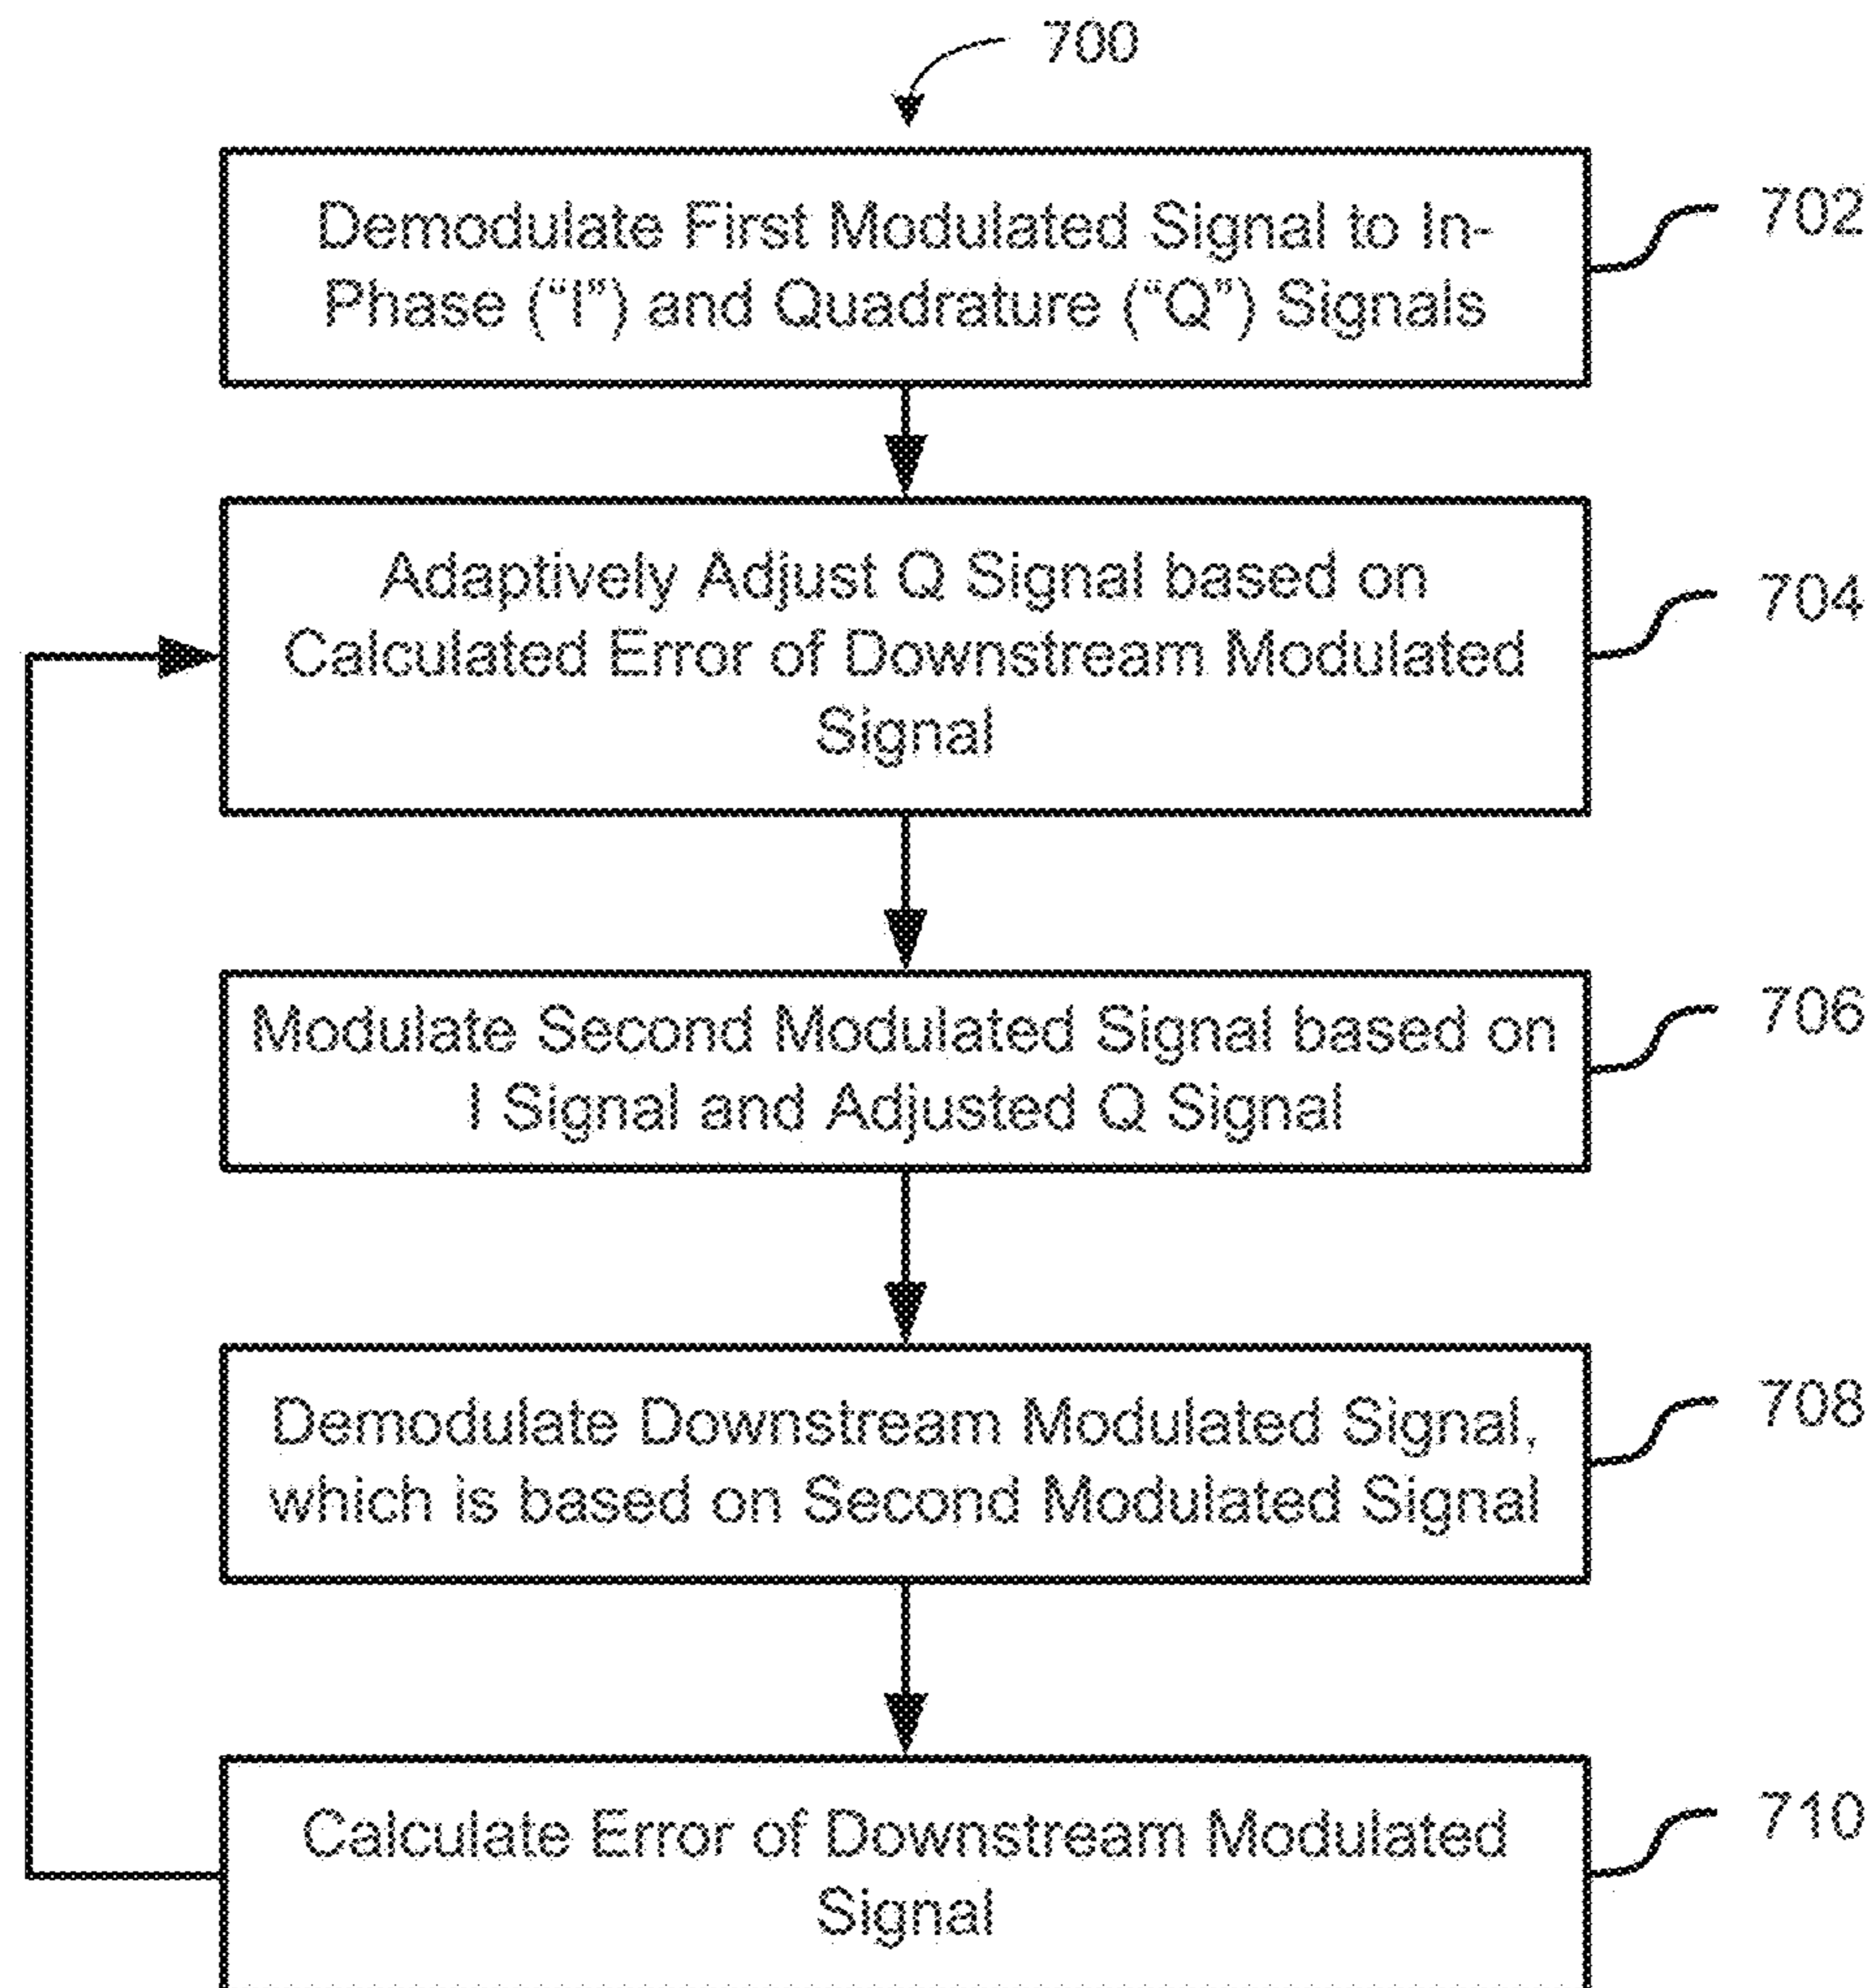 700
Demodulate First Modulated Signal to In-
Phase (“I”) and Quadrature (“Q”) Signals
702
Adaptively Adjust Q Signal based on
Calculated Error of Downstream Modulated
Signal
704
Modulate Second Modulated Signal based on
I Signal and Adjusted Q Signal
706
Demodulate Downstream Modulated Signal,
which is based on Second Modulated Signal
708
Calculate Error of Downstream Modulated
Signal
710